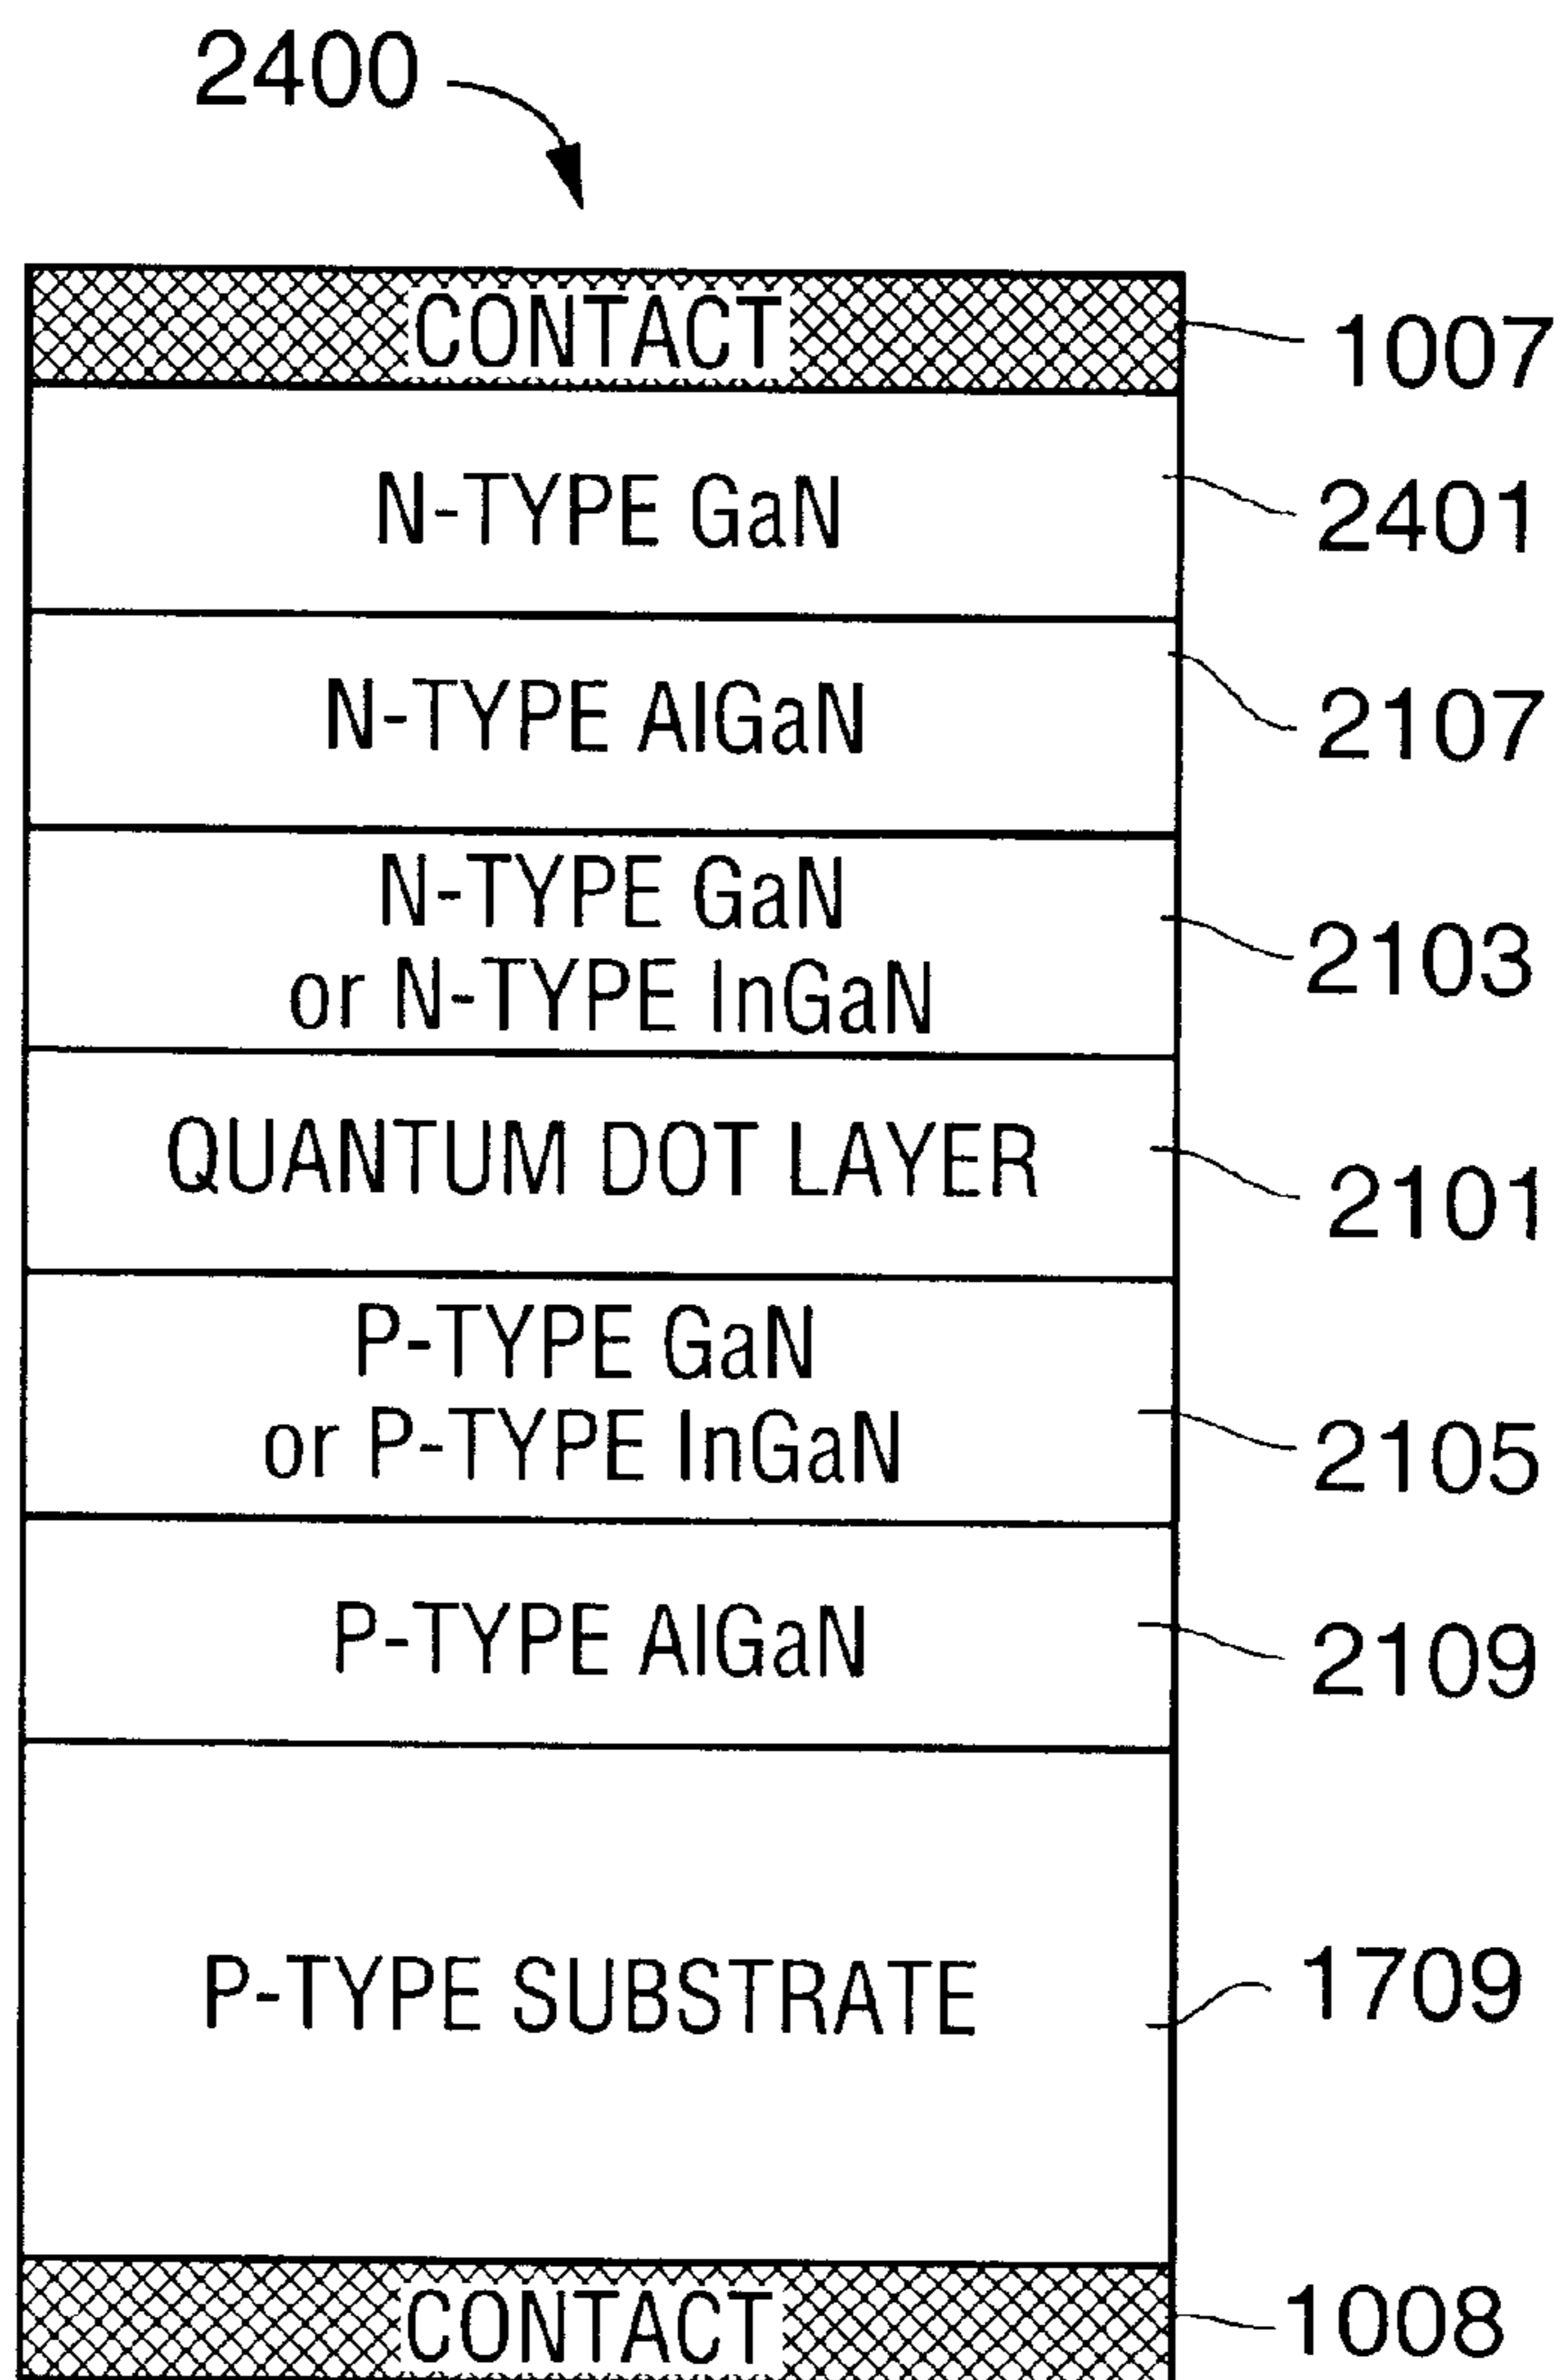 2400
CONTACT
1007
N-TYPE GaN
2401
N-TYPE AlGaN
2107
N-TYPE GaN
or N-TYPE InGaN
2103
QUANTUM DOT LAYER
2101
P-TYPE GaN
or P-TYPE InGaN
2105
P-TYPE AlGaN
2109
P-TYPE SUBSTRATE
1709
CONTACT
1008